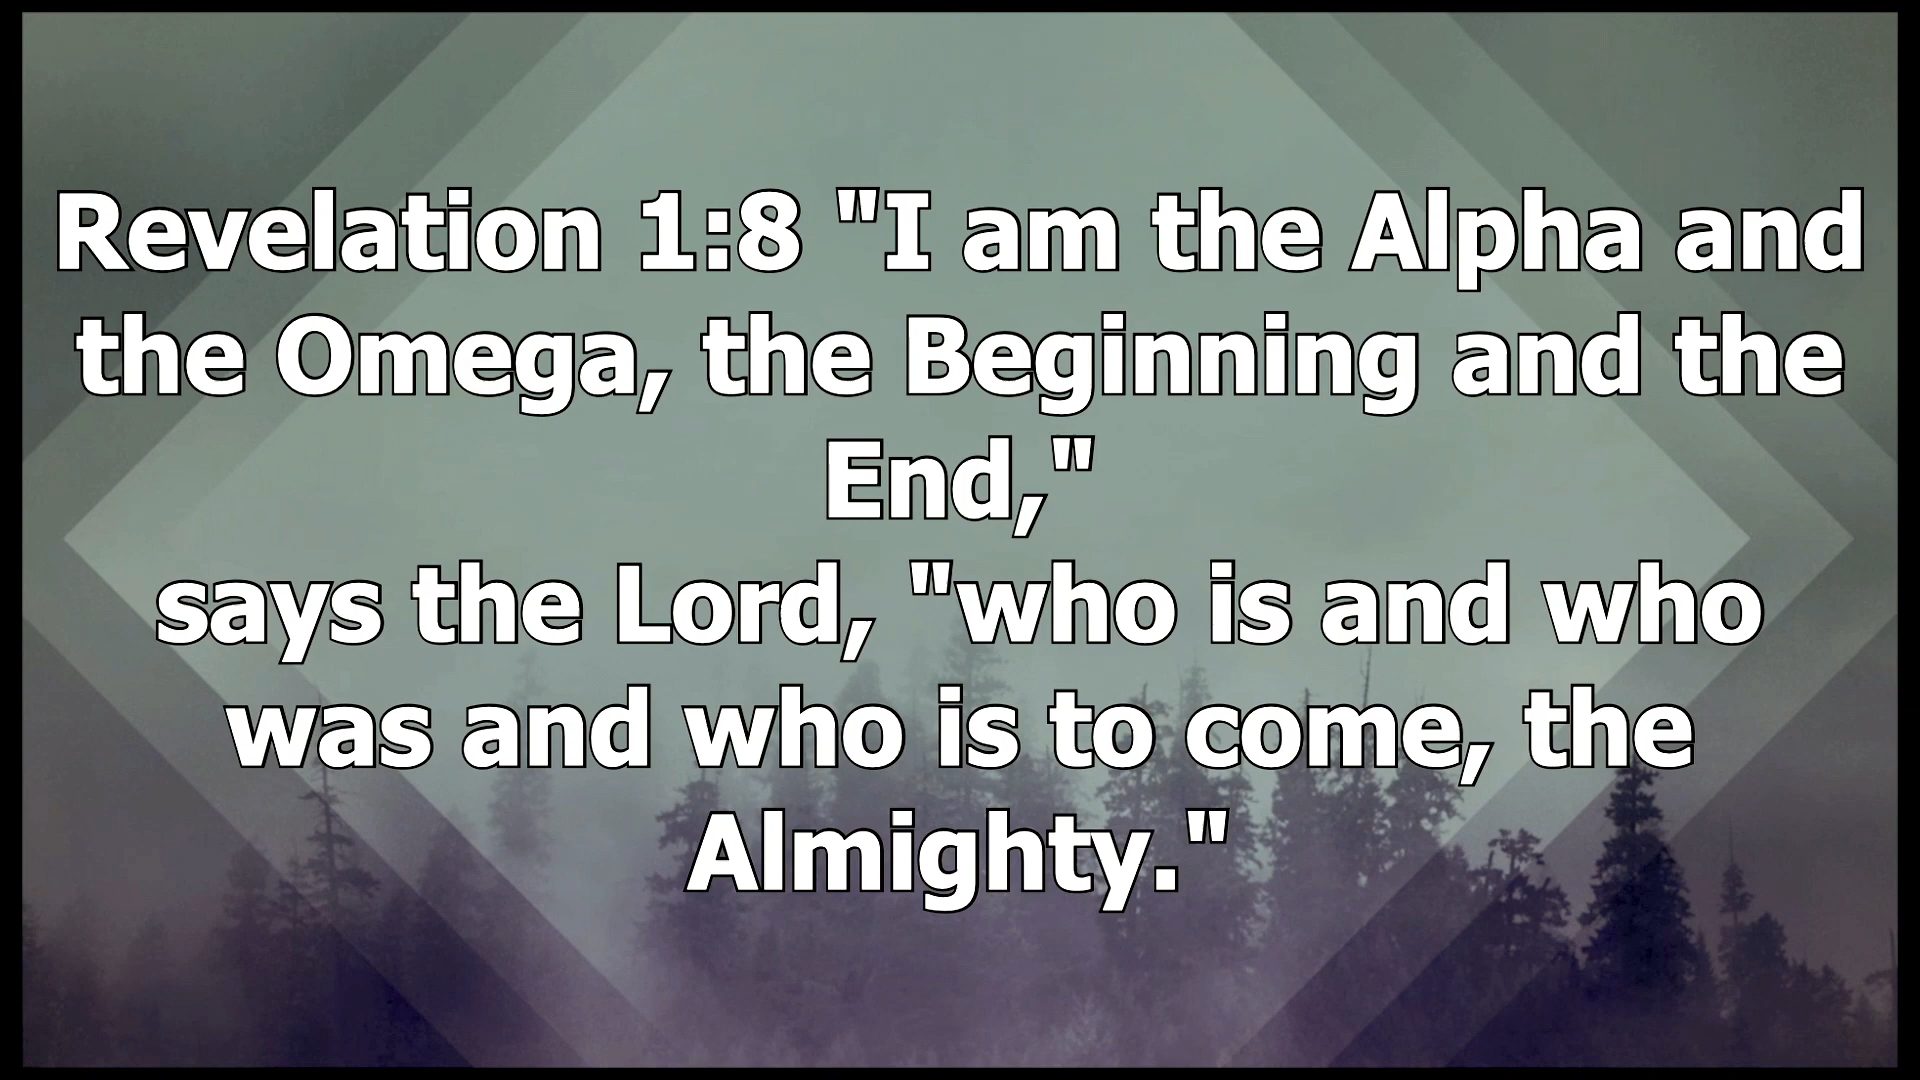 Revelation 1:8 "I am the Alpha and
the Omega, the Beginning and the
End,"
says the Lord, "who is and who
was and who is to come, the
Almighty."